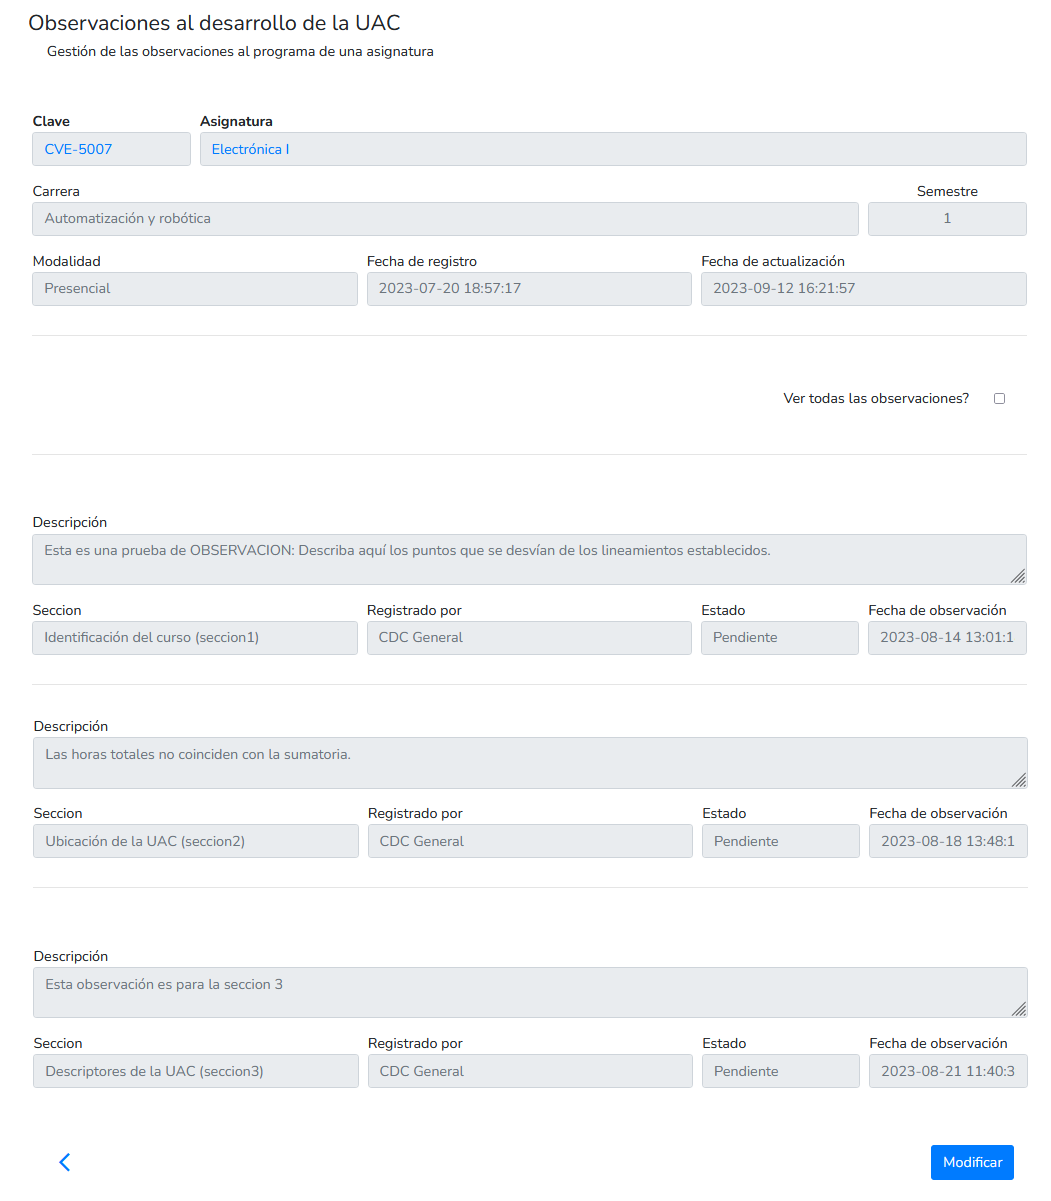 Observaciones al desarrollo de la UAC
Gestión de las observaciones al programa de una asignatura
Clave Asignatura
CVE-5007 Electrónica I
Carrera Semestre
Automatización y robótica 1
Modalidad Fecha de registro Fecha de actualización
Presencial 2023-07-20 18:57:17 2023-09-12 16:21:57
Ver todas las observaciones?
Descripción
Esta es una prueba de OBSERVACION: Describa aquí los puntos que se desvían de los lineamientos establecidos.
Seccion Registrado por Estado Fecha de observación
Identificación del curso (seccion1) CDC General Pendiente 2023-08-14 13:01:1
Descripción
Las horas totales no coinciden con la sumatoria.
Seccion Registrado por Estado Fecha de observación
Ubicación de la UAC (seccion2) CDC General Pendiente 2023-08-18 13:48:1
Descripción
Esta observación es para la seccion 3
Seccion Registrado por Estado Fecha de observación
Descriptores de la UAC (seccion3) CDC General Pendiente 2023-08-21 11:40:3
Modificar